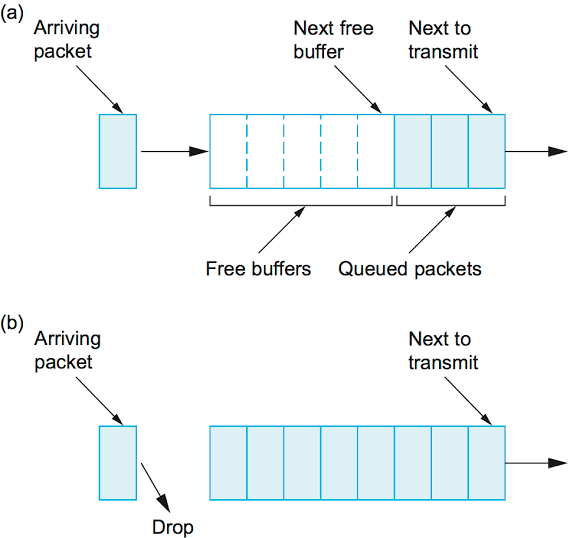 (a)
Arriving
packet
Next free
buffer
Next to
transmit
Free buffers
Queued packets
(b)
Arriving
packet
Next to
transmit
Drop